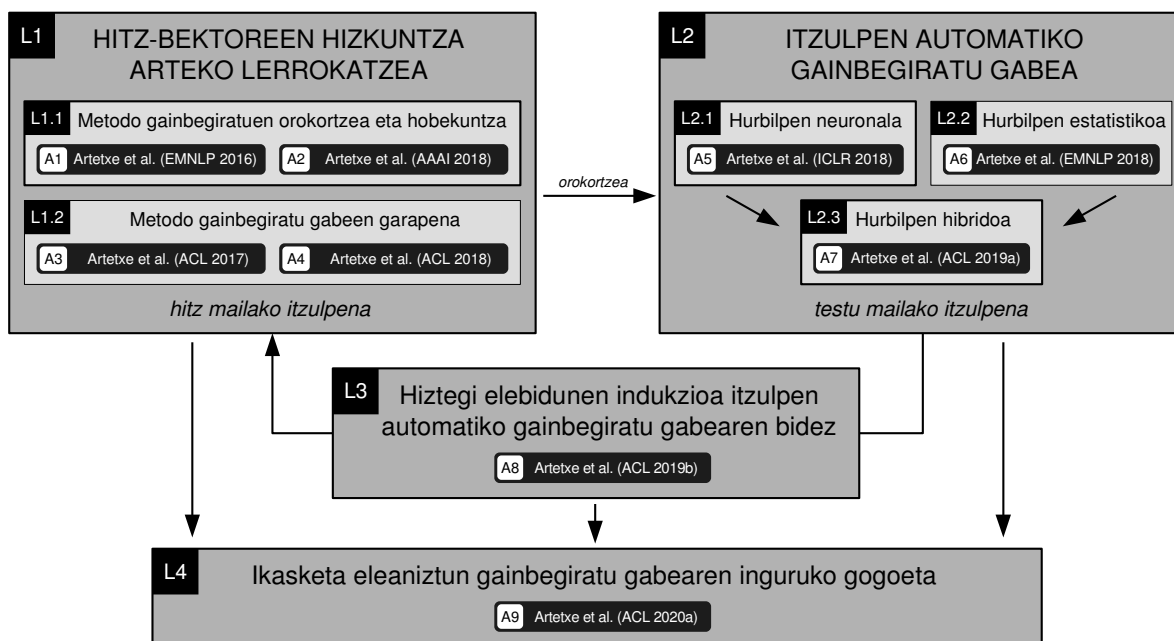 L1
HITZ-BEKTOREEN HIZKUNTZA
ARTEKO LERROKATZEA
L1.1 Metodo gainbegiratuen orokortzea eta hobekuntza
A1 Artetxe et al. (EMNLP 2016) A2 Artetxe et al. (AAAI 2018)
L1.2 Metodo gainbegiratu gabeen garapena
A3 Artetxe et al. (ACL 2017) A4 Artetxe et al. (ACL 2018)
hitz mailako itzulpena
orokortzea
L2
ITZULPEN AUTOMATIKO
GAINBEGIRATU GABEA
L2.1 Hurbilpen neuronala
A5 Artetxe et al. (ICLR 2018)
L2.2 Hurbilpen estatistikoa
A6 Artetxe et al. (EMNLP 2018)
L2.3 Hurbilpen hibridoa
A7 Artetxe et al. (ACL 2019a)
testu mailako itzulpena
L3
Hiztegi elebidunen indukzioa itzulpen
automatiko gainbegiratu gabearen bidez
A8 Artetxe et al. (ACL 2019b)
L4
Ikasketa eleaniztun gainbegiratu gabearen inguruko gogoeta
A9 Artetxe et al. (ACL 2020a)